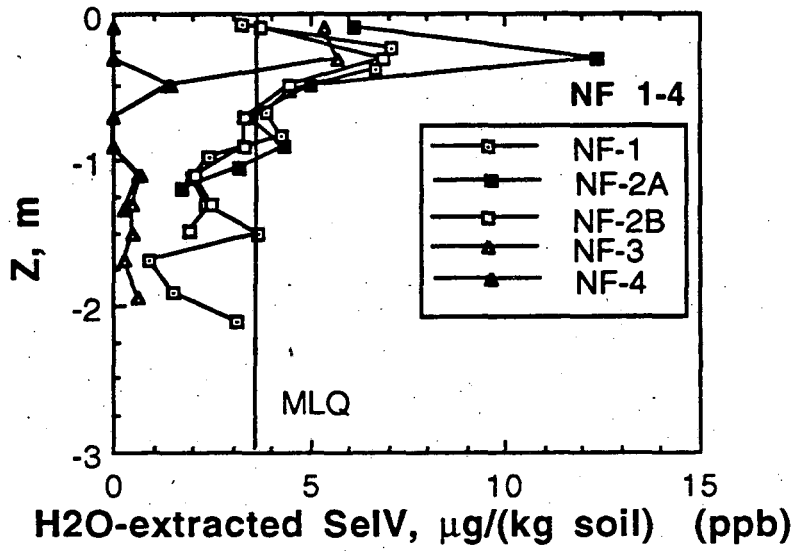 0
NF 1-4
NF-1
NF-2A
NF-2B
NF-3
NF-4
-1
Z, m
-2
MLQ
-3
0 5 10 15
H2O-extracted SeIV, μg/(kg soil) (ppb)